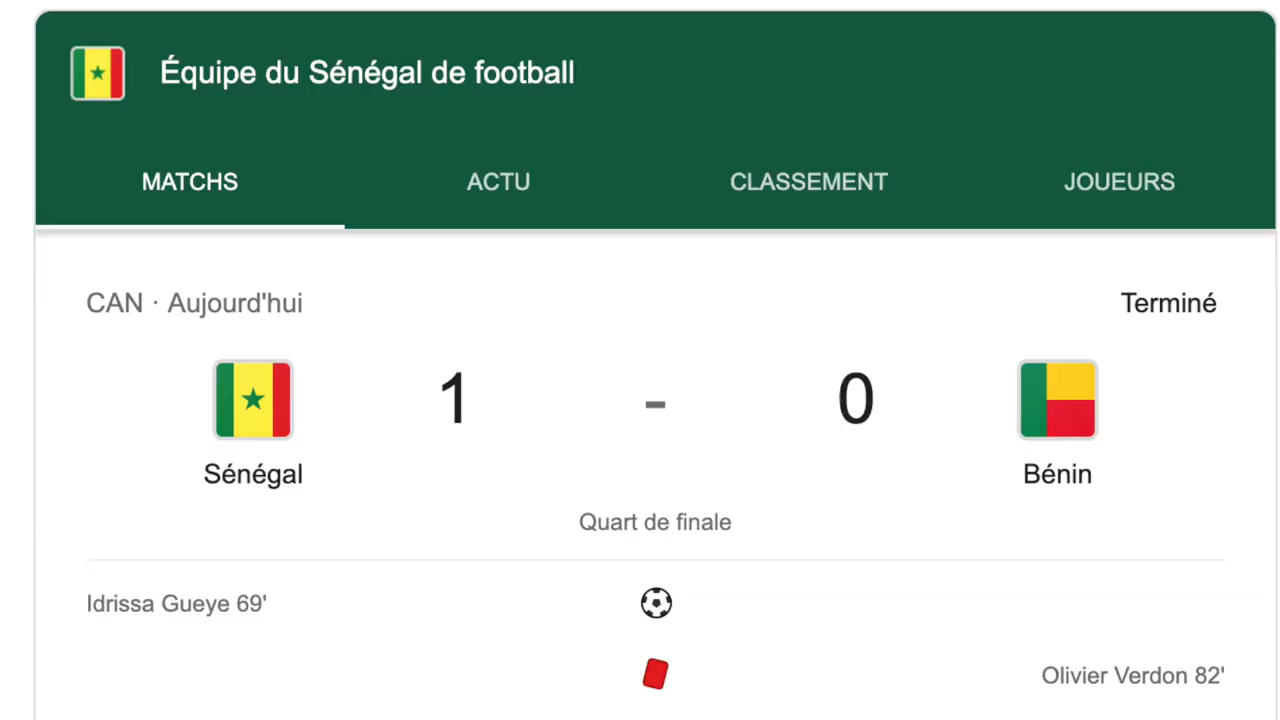 Équipe du Sénégal de football
MATCHS ACTU CLASSEMENT JOUEURS
CAN · Aujourd'hui Terminé
1 - 0
Sénégal Bénin
Quart de finale
Idrissa Gueye 69'
Olivier Verdon 82'